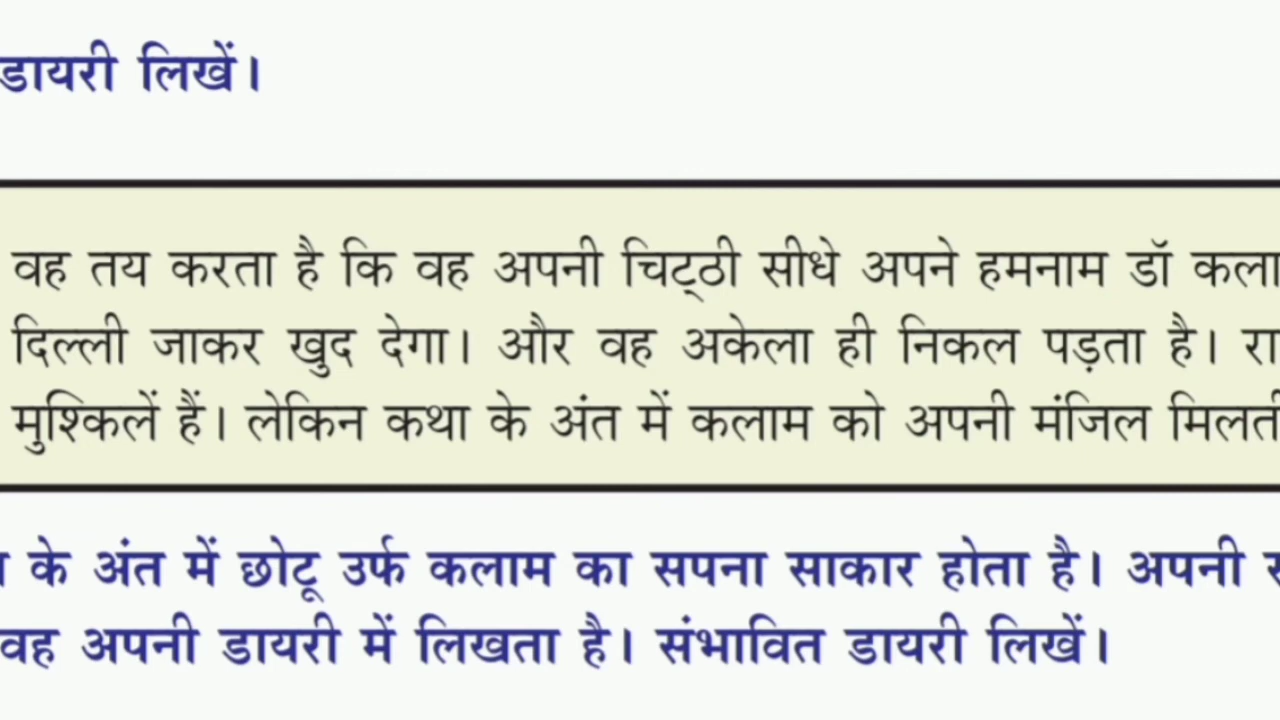 डायरी लिखें।
वह तय करता है कि वह अपनी चिट्ठी सीधे अपने हमनाम डॉ
दिल्ली जाकर खुद देगा। और वह अकेला ही निकल पड़ता है।
मुश्किलें हैं। लेकिन कथा के अंत में कलाम को अपनी मंजिल
के अंत में छोटू उर्फ कलाम का सपना साकार होता है। अपनी
वह अपनी डायरी में लिखता है। संभावित डायरी लिखें।